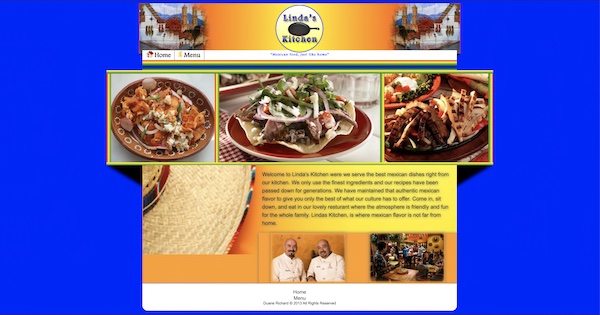 Linda's
Kitchen
Home Menu
"Mexican food, just like home!"
Welcome to Linda's Kitchen were we serve the best mexican dishes right from
our kitchen. We only use the finest ingredients and our recipes have been
passed down for generations. We have maintained that authentic mexican
flavor to give you only the best of what our culture has to offer. Come in, sit
down, and eat in our lovely resturant where the atmosphere is friendly and fun
for the whole family. Lindas Kitchen, is where mexican flavor is not far from
home.
Home
Menu
Duane Richard © 2013 All Rights Reserved